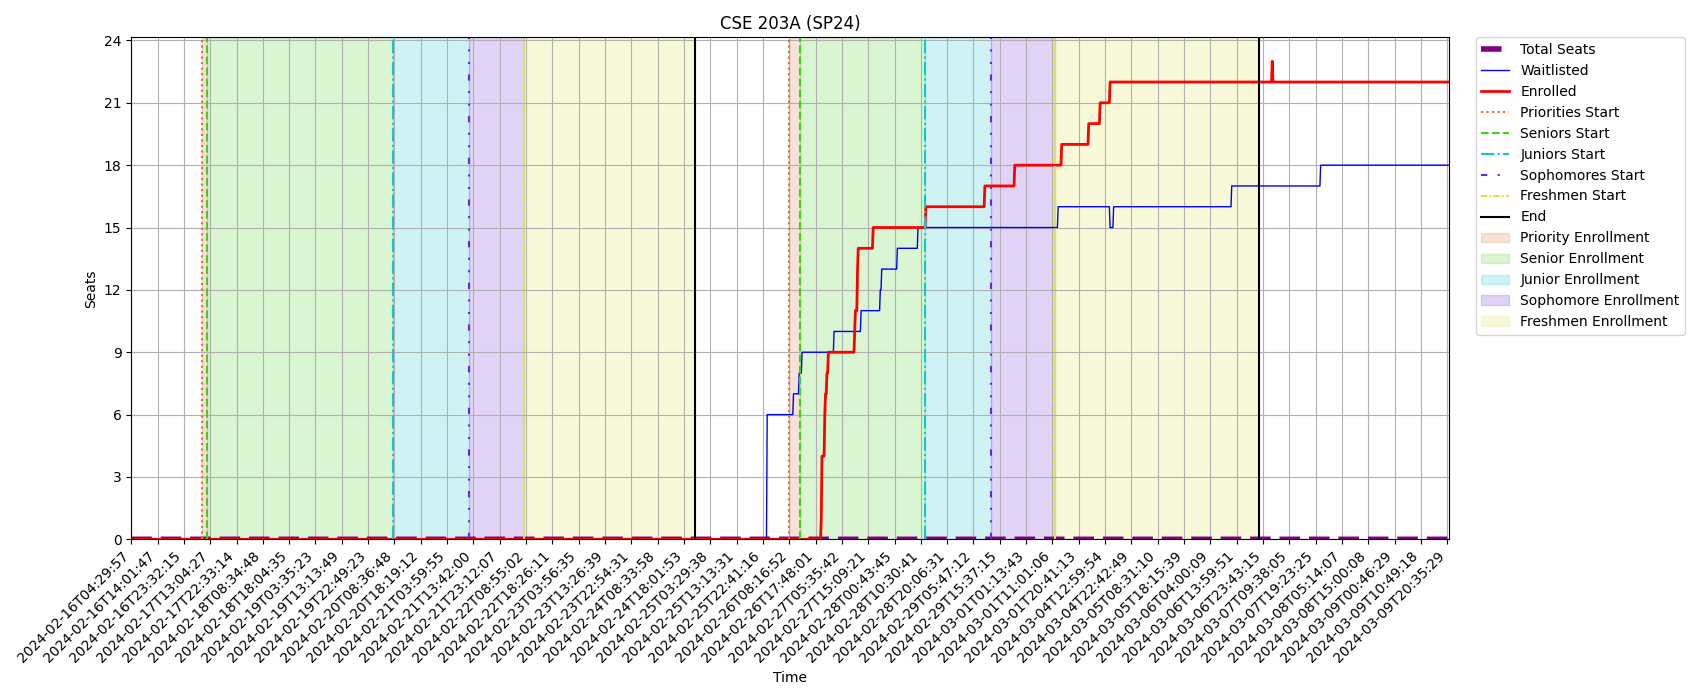 CSE 203A (SP24)
24
21
18
15
12
9
6
3
0
Seats
2024-02-16T04:29:57
2024-02-16T14:01:47
2024-02-16T23:32:15
2024-02-17T13:04:27
2024-02-17T22:33:14
2024-02-18T08:34:48
2024-02-18T18:04:35
2024-02-19T03:35:23
2024-02-19T13:13:49
2024-02-19T22:49:23
2024-02-20T08:36:48
2024-02-20T18:19:12
2024-02-21T03:59:55
2024-02-21T13:42:00
2024-02-21T23:12:07
2024-02-22T08:55:02
2024-02-22T18:26:11
2024-02-23T03:56:35
2024-02-23T13:26:39
2024-02-23T22:54:31
2024-02-24T08:33:58
2024-02-24T18:01:53
2024-02-25T03:29:38
2024-02-25T13:13:31
2024-02-25T22:41:16
2024-02-26T08:16:52
2024-02-26T17:48:01
2024-02-27T05:35:42
2024-02-27T15:09:21
2024-02-28T00:43:45
2024-02-28T10:30:41
2024-02-28T20:06:31
2024-02-29T05:47:12
2024-02-29T15:37:15
2024-03-01T01:13:43
2024-03-01T11:01:06
2024-03-01T20:41:13
2024-03-04T12:59:54
2024-03-04T22:42:49
2024-03-05T08:31:10
2024-03-05T18:15:39
2024-03-06T04:00:09
2024-03-06T13:59:51
2024-03-06T23:43:15
2024-03-07T09:38:05
2024-03-07T19:23:25
2024-03-08T05:14:07
2024-03-08T15:00:08
2024-03-09T00:46:29
2024-03-09T10:49:18
2024-03-09T20:35:29
Time
Total Seats
Waitlisted
Enrolled
Priorities Start
Seniors Start
Juniors Start
Sophomores Start
Freshmen Start
End
Priority Enrollment
Senior Enrollment
Junior Enrollment
Sophomore Enrollment
Freshmen Enrollment